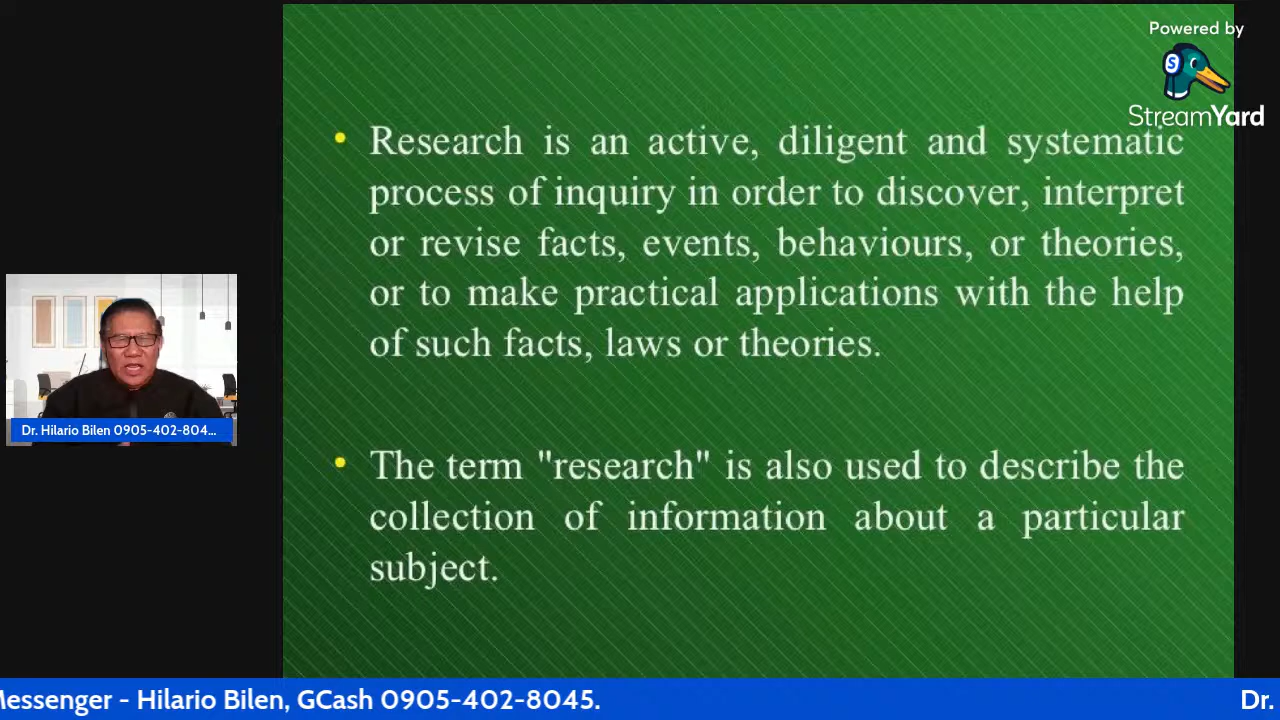 Powered by
StreamYard
• Research is an active, diligent and systematic
process of inquiry in order to discover, interpret
or revise facts, events, behaviours, or theories,
or to make practical applications with the help
of such facts, laws or theories.
• The term "research" is also used to describe the
collection of information about a particular
subject.
Dr. Hilario Bilen 0905-402-804...
Messenger - Hilario Bilen, GCash 0905-402-8045.
Dr.